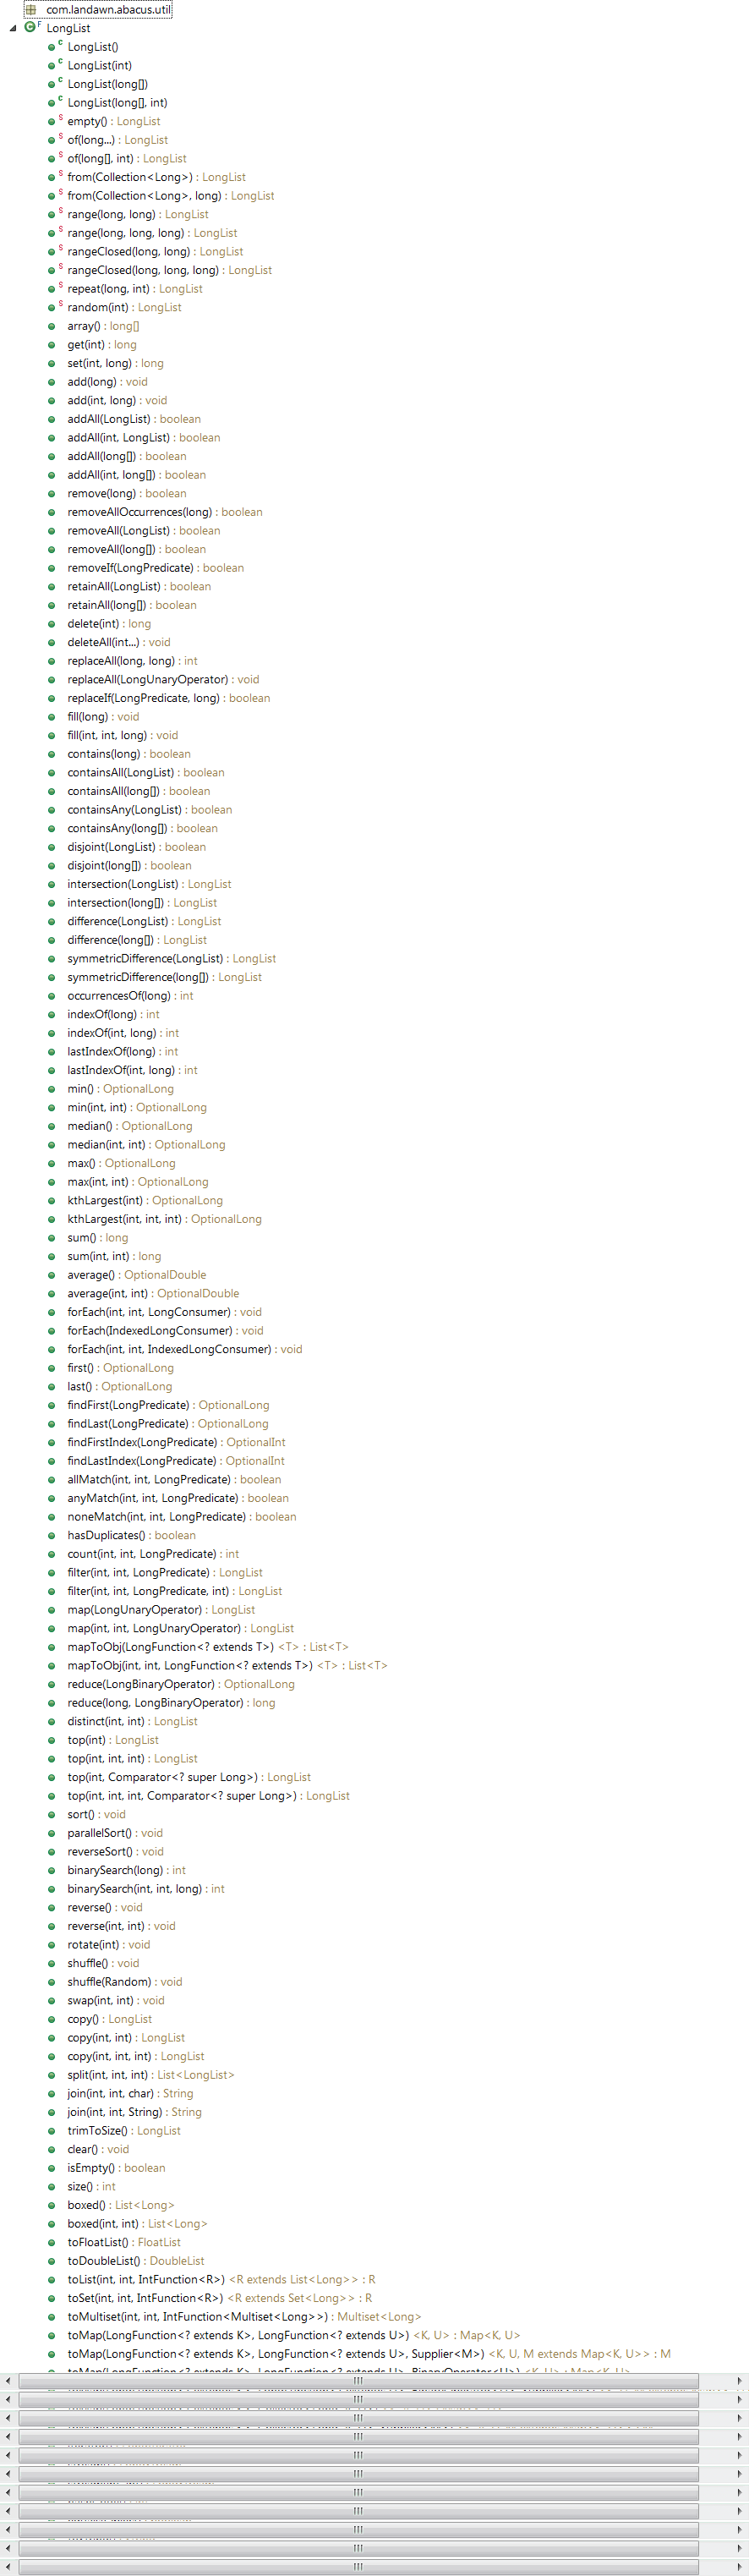 com.landawn.abacus.util
LongList
LongList()
LongList(int)
LongList(long[])
LongList(long[], int)
empty() : LongList
of(long...) : LongList
of(long[], int) : LongList
from(Collection<Long>) : LongList
from(Collection<Long>, long) : LongList
range(long, long) : LongList
range(long, long, long) : LongList
rangeClosed(long, long) : LongList
rangeClosed(long, long, long) : LongList
repeat(long, int) : LongList
random(int) : LongList
array() : long[]
get(int) : long
set(int, long) : long
add(long) : void
add(int, long) : void
addAll(LongList) : boolean
addAll(int, LongList) : boolean
addAll(long[]) : boolean
addAll(int, long[]) : boolean
remove(long) : boolean
removeAllOccurrences(long) : boolean
removeAll(LongList) : boolean
removeAll(long[]) : boolean
removeIf(LongPredicate) : boolean
retainAll(LongList) : boolean
retainAll(long[]) : boolean
delete(int) : long
deleteAll(int...) : void
replaceAll(long, long) : int
replaceAll(LongUnaryOperator) : void
replaceIf(LongPredicate, long) : boolean
fill(long) : void
fill(int, int, long) : void
contains(long) : boolean
containsAll(LongList) : boolean
containsAll(long[]) : boolean
containsAny(LongList) : boolean
containsAny(long[]) : boolean
disjoint(LongList) : boolean
disjoint(long[]) : boolean
intersection(LongList) : LongList
intersection(long[]) : LongList
difference(LongList) : LongList
difference(long[]) : LongList
symmetricDifference(LongList) : LongList
symmetricDifference(long[]) : LongList
occurrencesOf(long) : int
indexOf(long) : int
indexOf(int, long) : int
lastIndexOf(long) : int
lastIndexOf(int, long) : int
min() : OptionalLong
min(int, int) : OptionalLong
median() : OptionalLong
median(int, int) : OptionalLong
max() : OptionalLong
max(int, int) : OptionalLong
kthLargest(int) : OptionalLong
kthLargest(int, int, int) : OptionalLong
sum() : long
sum(int, int) : long
average() : OptionalDouble
average(int, int) : OptionalDouble
forEach(int, int, LongConsumer) : void
forEach(IndexedLongConsumer) : void
forEach(int, int, IndexedLongConsumer) : void
first() : OptionalLong
last() : OptionalLong
findFirst(LongPredicate) : OptionalLong
findLast(LongPredicate) : OptionalLong
findFirstIndex(LongPredicate) : OptionalInt
findLastIndex(LongPredicate) : OptionalInt
allMatch(int, int, LongPredicate) : boolean
anyMatch(int, int, LongPredicate) : boolean
noneMatch(int, int, LongPredicate) : boolean
hasDuplicates() : boolean
count(int, int, LongPredicate) : int
filter(int, int, LongPredicate) : LongList
filter(int, int, LongPredicate, int) : LongList
map(LongUnaryOperator) : LongList
map(int, int, LongUnaryOperator) : LongList
mapToObj(LongFunction<? extends T>) <T> : List<T>
mapToObj(int, int, LongFunction<? extends T>) <T> : List<T>
reduce(LongBinaryOperator) : OptionalLong
reduce(long, LongBinaryOperator) : long
distinct(int, int) : LongList
top(int) : LongList
top(int, int, int) : LongList
top(int, Comparator<? super Long>) : LongList
top(int, int, int, Comparator<? super Long>) : LongList
sort() : void
parallelSort() : void
reverseSort() : void
binarySearch(long) : int
binarySearch(int, int, long) : int
reverse() : void
reverse(int, int) : void
rotate(int) : void
shuffle() : void
shuffle(Random) : void
swap(int, int) : void
copy() : LongList
copy(int, int) : LongList
copy(int, int, int) : LongList
split(int, int, int) : List<LongList>
join(int, int, char) : String
join(int, int, String) : String
trimToSize() : LongList
clear() : void
isEmpty() : boolean
size() : int
boxed() : List<Long>
boxed(int, int) : List<Long>
toFloatList() : FloatList
toDoubleList() : DoubleList
toList(int, int, IntFunction<R>) <R extends List<Long>> : R
toSet(int, int, IntFunction<R>) <R extends Set<Long>> : R
toMultiset(int, int, IntFunction<Multiset<Long>>) : Multiset<Long>
toMap(LongFunction<? extends K>, LongFunction<? extends U>) <K, U> : Map<K, U>
toMap(LongFunction<? extends K>, LongFunction<? extends U>, Supplier<M>) <K, U, M extends Map<K, U>> : M
toMap(LongFunction<? extends K>, LongFunction<? extends U>, BinaryOperator<U>) <K, U> : Map<K, U>